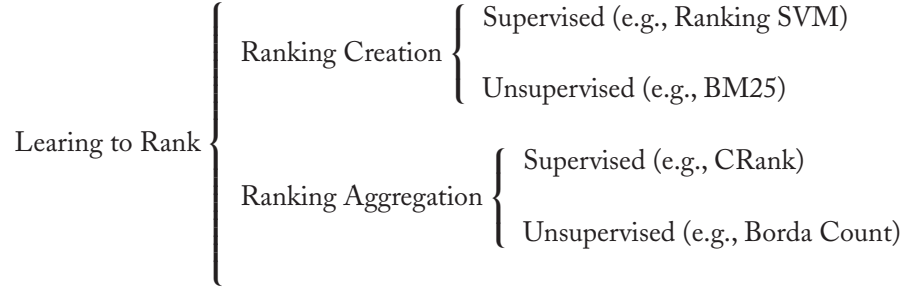 Supervised (e.g., Ranking SVM)
Ranking Creation
Unsupervised (e.g., BM25)
Learing to Rank
Supervised (e.g., CRank)
Ranking Aggregation
Unsupervised (e.g., Borda Count)